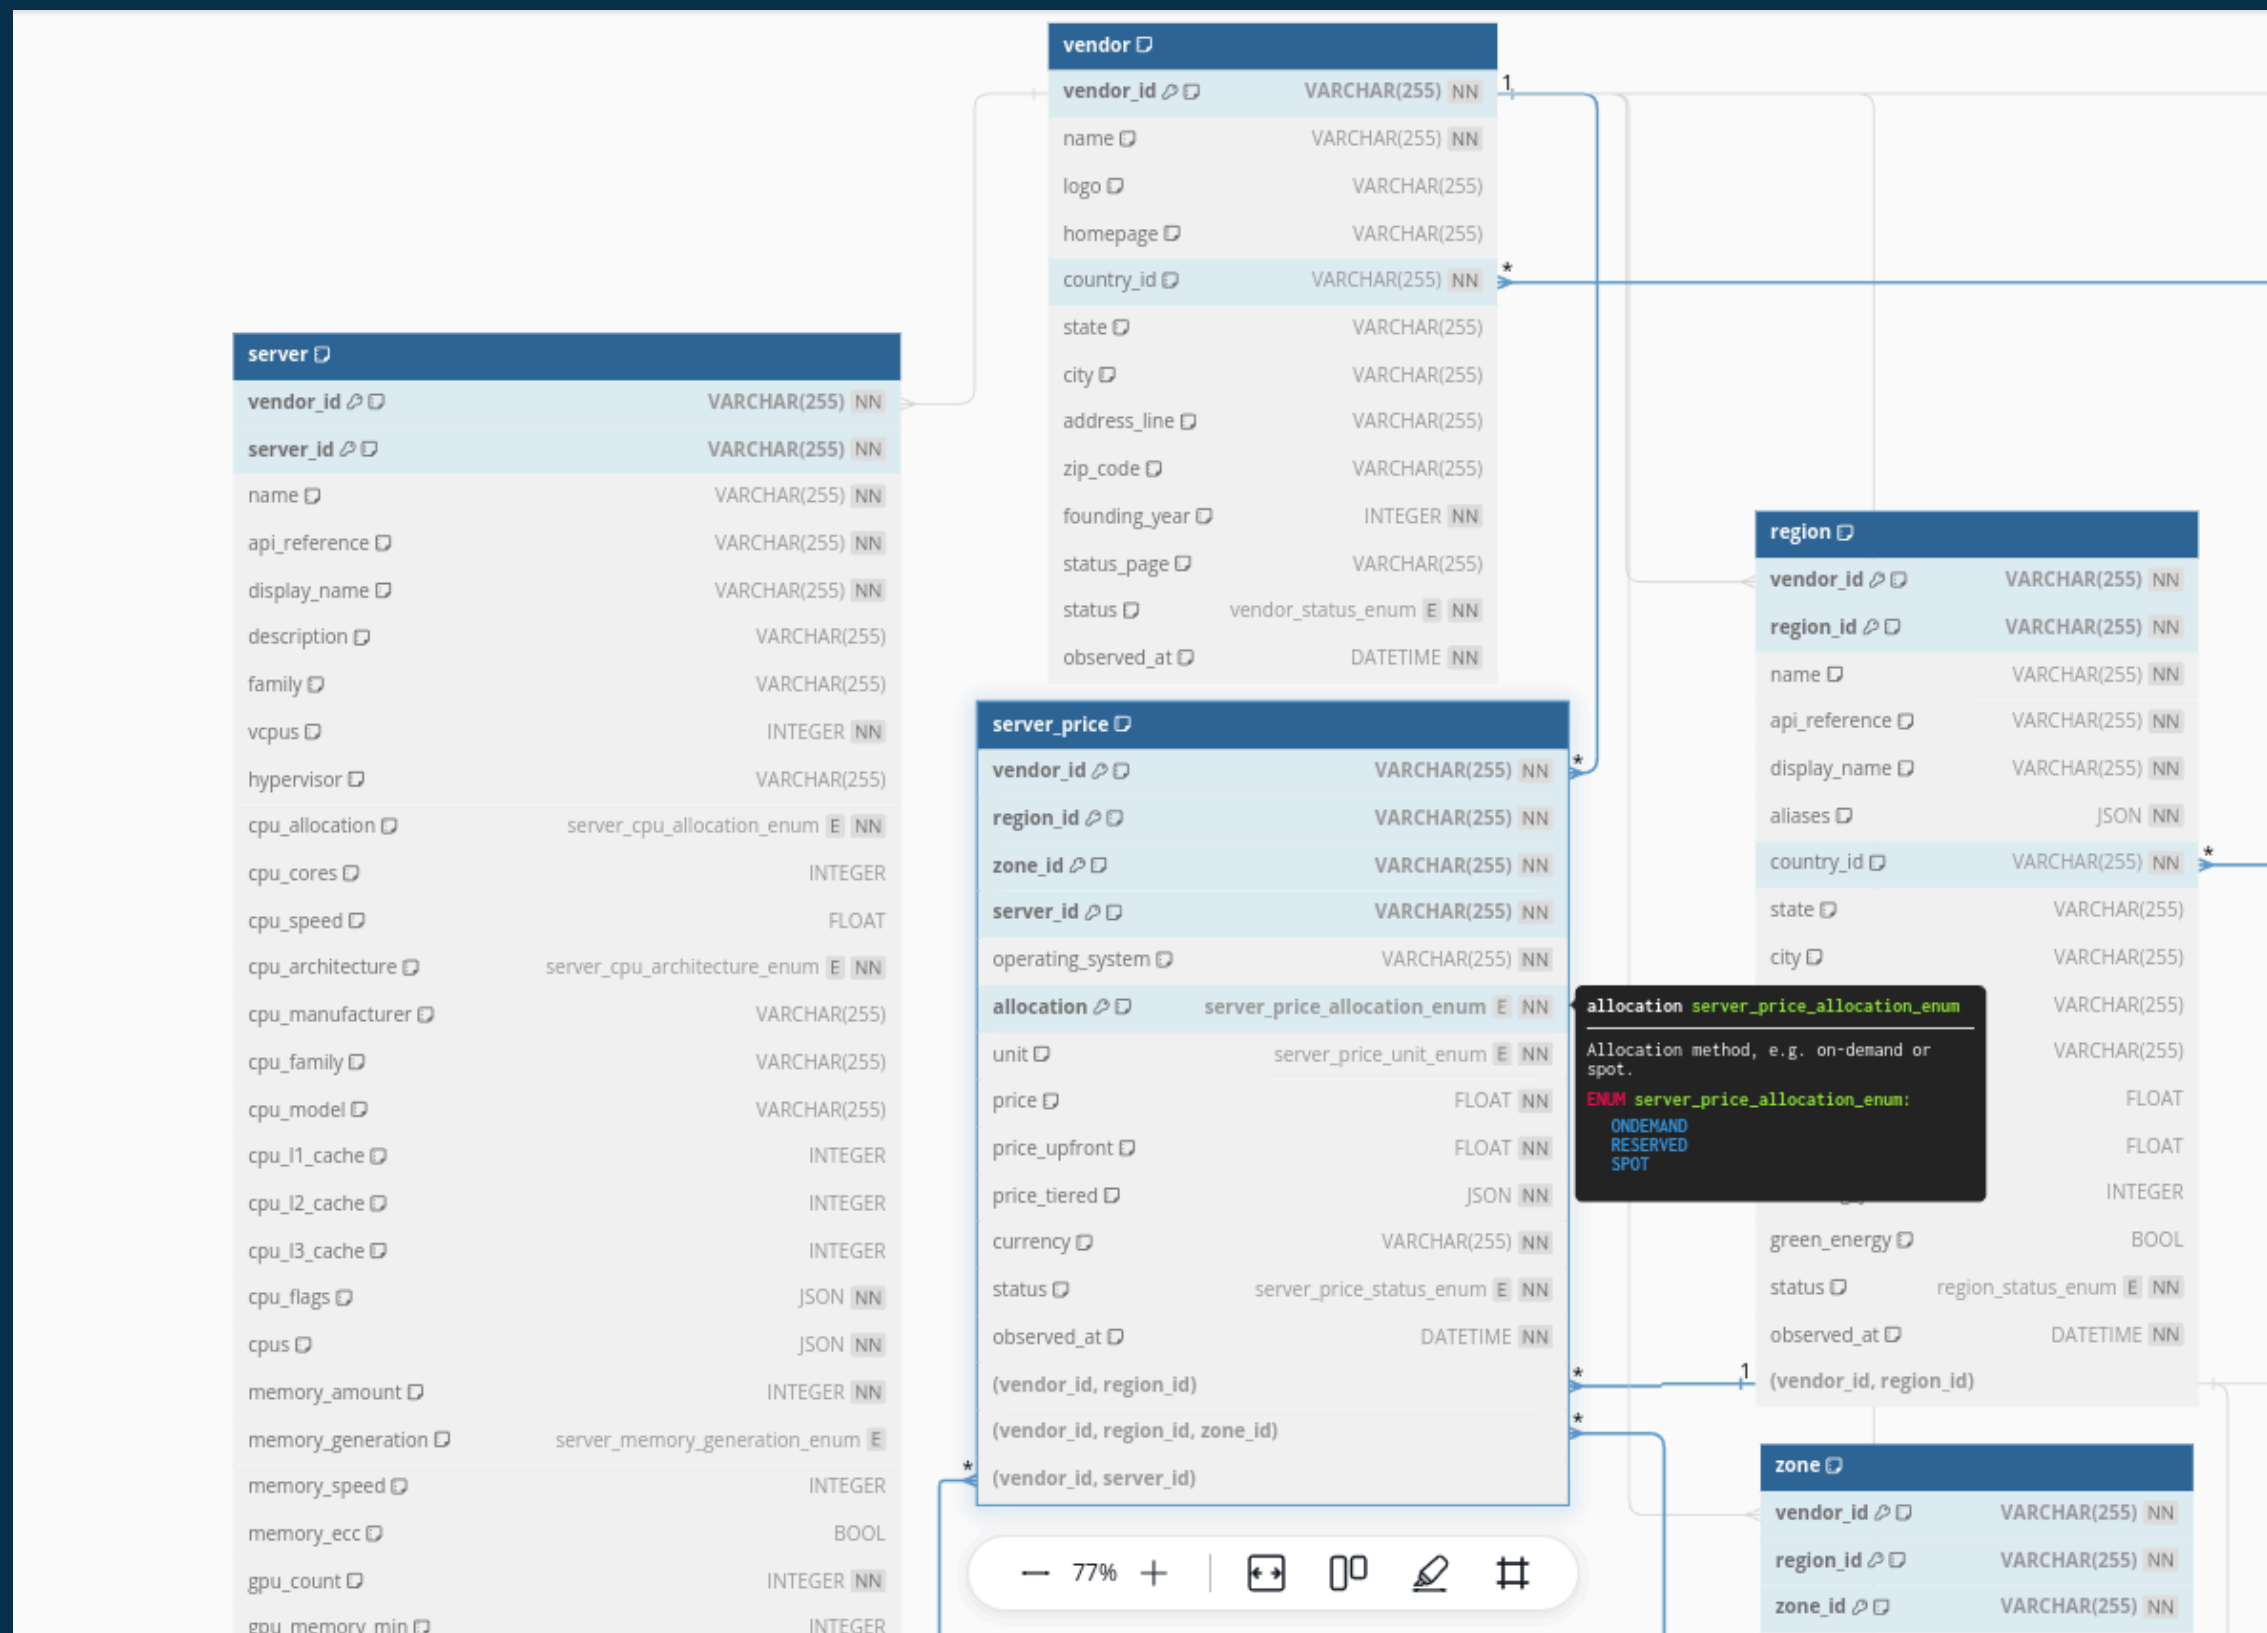 vendor
vendor_id VARCHAR(255) NN 1
name VARCHAR(255) NN
logo VARCHAR(255)
homepage VARCHAR(255)
country_id VARCHAR(255) NN *
state VARCHAR(255)
city VARCHAR(255)
address_line VARCHAR(255)
zip_code VARCHAR(255)
founding_year INTEGER NN
status_page VARCHAR(255)
status vendor_status_enum E NN
observed_at DATETIME NN
server
vendor_id VARCHAR(255) NN
server_id VARCHAR(255) NN
name VARCHAR(255) NN
api_reference VARCHAR(255) NN
display_name VARCHAR(255) NN
description VARCHAR(255)
family VARCHAR(255)
vcpus INTEGER NN
hypervisor VARCHAR(255)
cpu_allocation server_cpu_allocation_enum E NN
cpu_cores INTEGER
cpu_speed FLOAT
cpu_architecture server_cpu_architecture_enum E NN
cpu_manufacturer VARCHAR(255)
cpu_family VARCHAR(255)
cpu_model VARCHAR(255)
cpu_l1_cache INTEGER
cpu_l2_cache INTEGER
cpu_l3_cache INTEGER
cpu_flags JSON NN
cpus JSON NN
memory_amount INTEGER NN
memory_generation server_memory_generation_enum E
memory_speed INTEGER
memory_ecc BOOL
gpu_count INTEGER NN
gpu_memory_min INTEGER
server_price
vendor_id VARCHAR(255) NN *
region_id VARCHAR(255) NN
zone_id VARCHAR(255) NN
server_id VARCHAR(255) NN
operating_system VARCHAR(255) NN
allocation server_price_allocation_enum E NN
unit server_price_unit_enum E NN
price FLOAT NN
price_upfront FLOAT NN
price_tiered JSON NN
currency VARCHAR(255) NN
status server_price_status_enum E NN
observed_at DATETIME NN
(vendor_id, region_id) * 1
(vendor_id, region_id, zone_id) *
* (vendor_id, server_id)
allocation server_price_allocation_enum
Allocation method, e.g. on-demand or
spot.
ENUM server_price_allocation_enum:
ONDEMAND
RESERVED
SPOT
region
vendor_id VARCHAR(255) NN
region_id VARCHAR(255) NN
name VARCHAR(255) NN
api_reference VARCHAR(255) NN
display_name VARCHAR(255) NN
aliases JSON NN
country_id VARCHAR(255) NN *
state VARCHAR(255)
city VARCHAR(255)
VARCHAR(255)
VARCHAR(255)
FLOAT
FLOAT
INTEGER
green_energy BOOL
status region_status_enum E NN
observed_at DATETIME NN
(vendor_id, region_id)
zone
vendor_id VARCHAR(255) NN
region_id VARCHAR(255) NN
zone_id VARCHAR(255) NN
77%